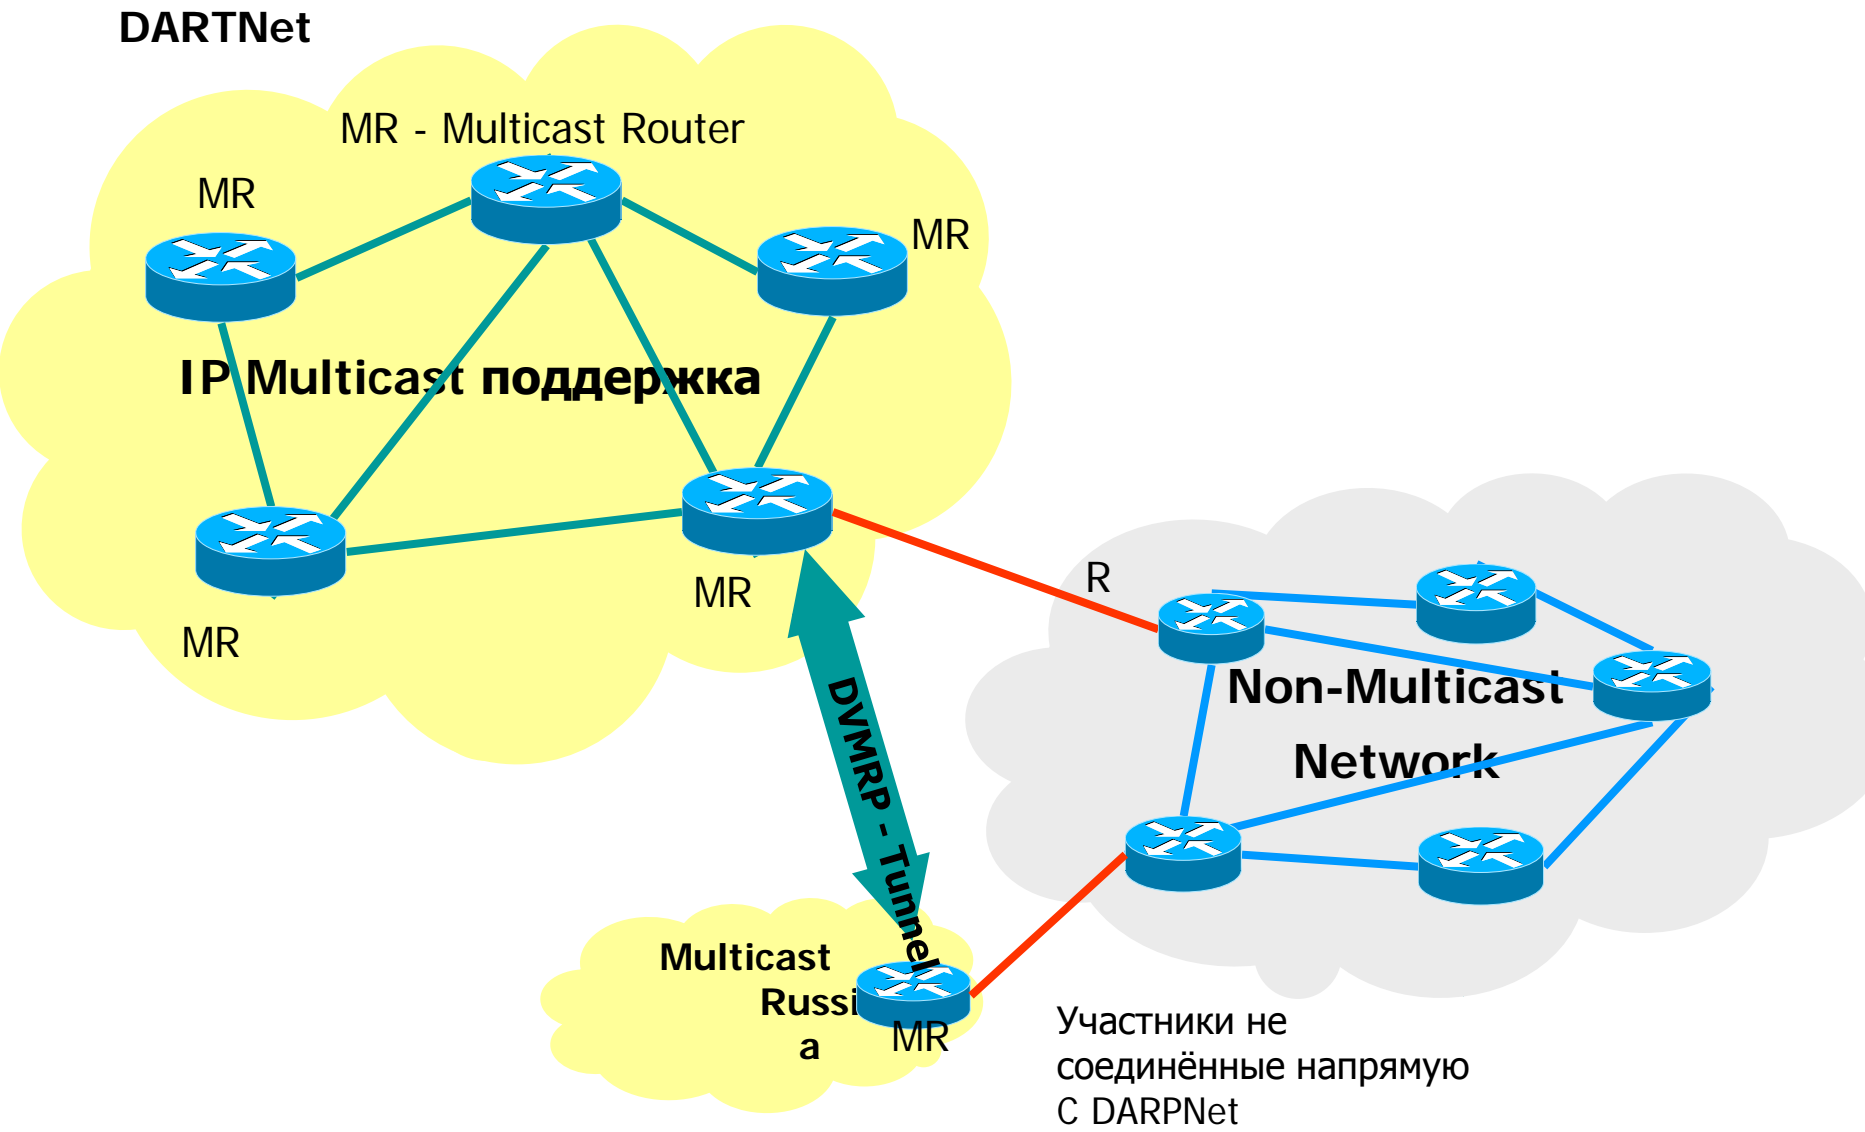 DARTNet
MR - Multicast Router
MR
MR
IP Multicast поддержка
MR
MR
R
Non-Multicast
Network
DVMRP - Tunnel
Multicast
Russi
a
MR
Участники не
соединённые напрямую
С DARPNet